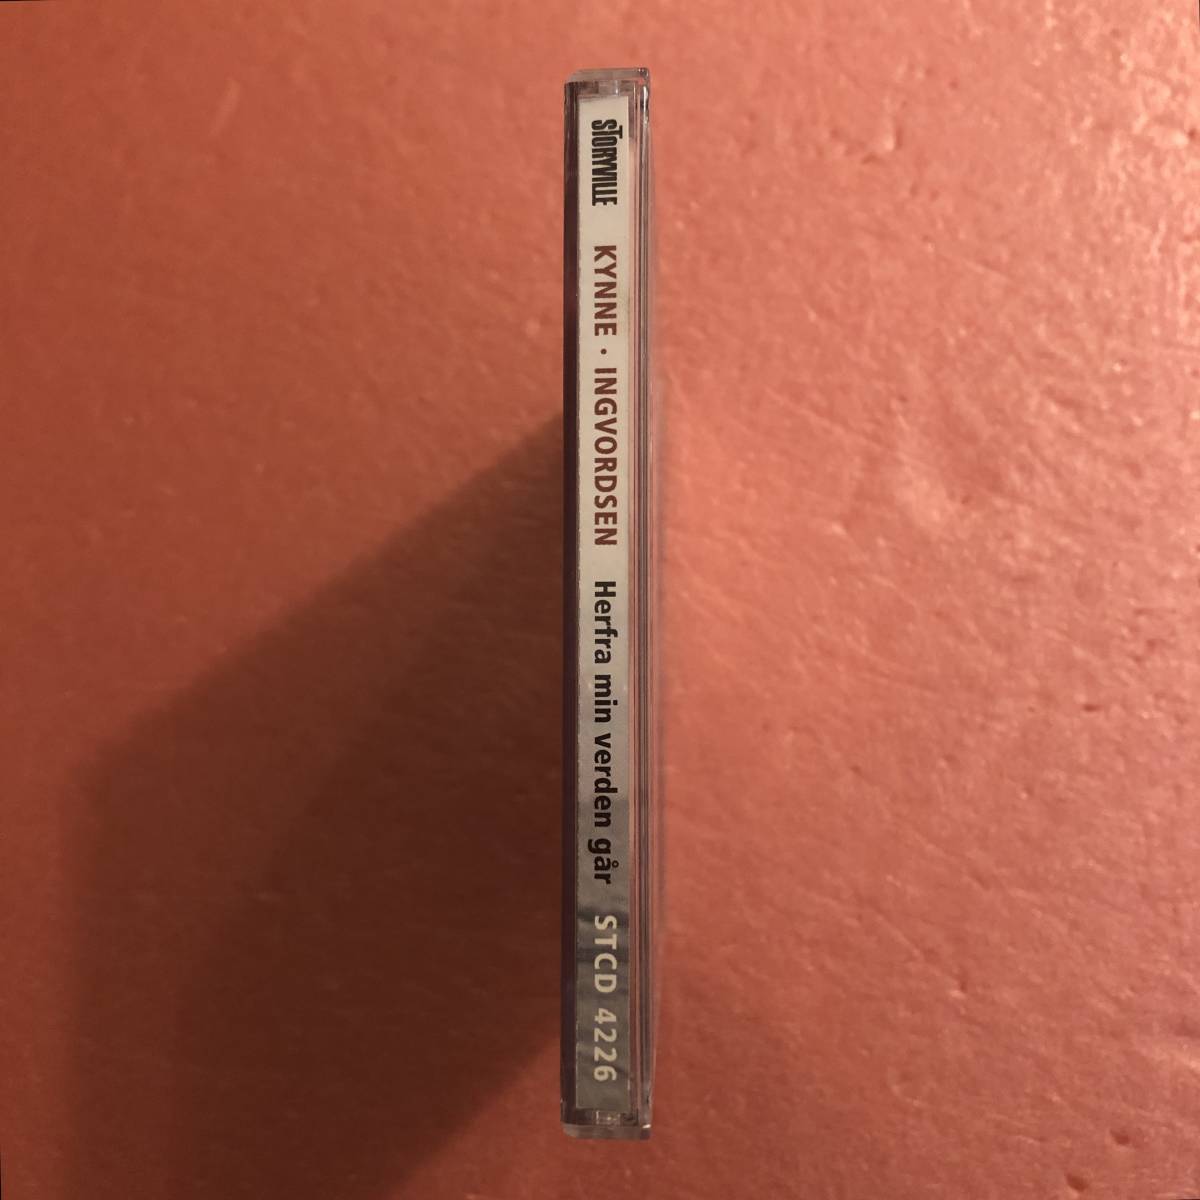 STORYVILLE KYNNE · INGVORDSEN Herfra min verden går STCD 4226